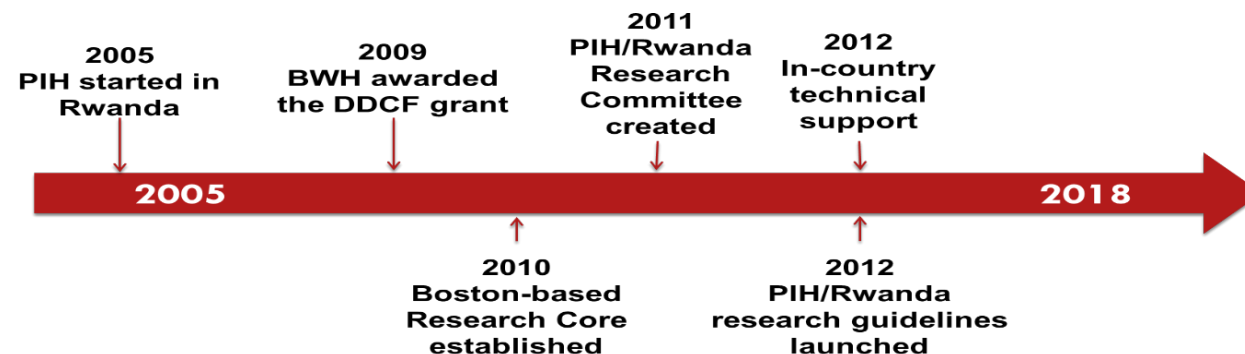 2005
PIH started in
Rwanda
2009
BWH awarded
the DDCF grant
2011
PIH/Rwanda
Research
Committee
created
2012
In-country
technical
support
2005
2018
2010
Boston-based
Research Core
established
2012
PIH/Rwanda
research guidelines
launched